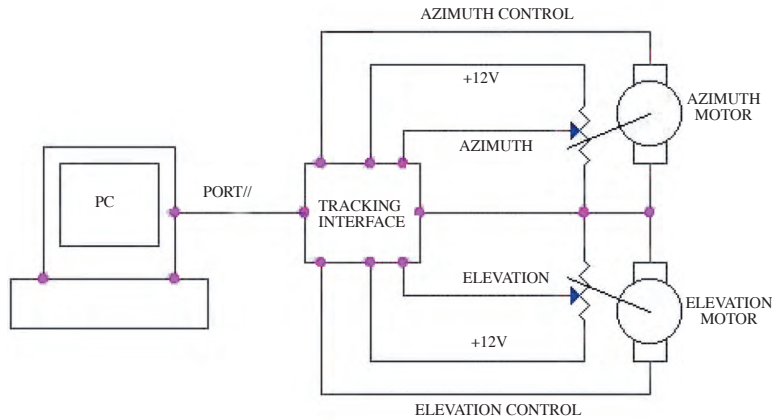 AZIMUTH CONTROL
+12V
AZIMUTH
MOTOR
AZIMUTH
PC
PORT//
TRACKING
INTERFACE
ELEVATION
ELEVATION
MOTOR
+12V
ELEVATION CONTROL